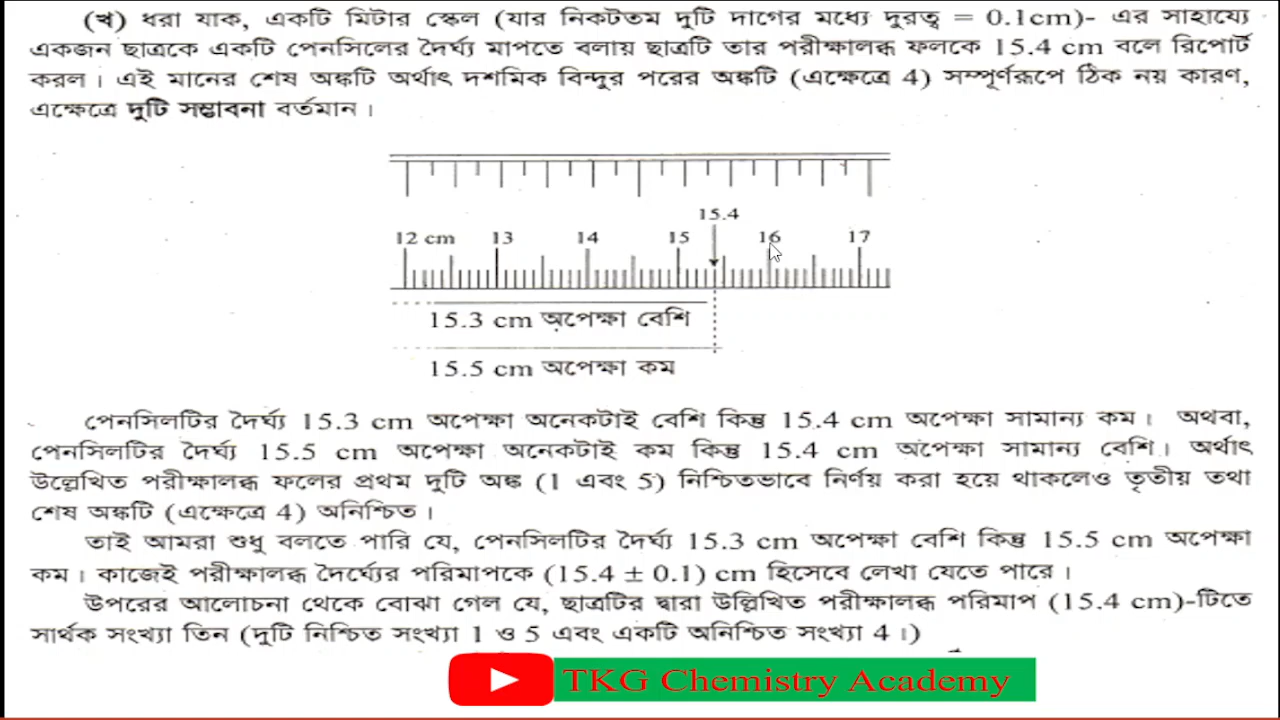 (খ) ধরা যাক, একটি মিটার স্কেল (যার নিকটতম দুটি দাগের মধ্যে দুরত্ব = 0.1cm)- এর সাহায্যে
একজন ছাত্রকে একটি পেনসিলের দৈর্ঘ্য মাপতে বলায় ছাত্রটি তার পরীক্ষালব্ধ ফলকে 15.4 cm বলে রিপোর্ট
করল। এই মানের শেষ অঙ্কটি অর্থাৎ দশমিক বিন্দুর পরের অঙ্কটি (এক্ষেত্রে 4) সম্পূর্ণরূপে ঠিক নয় কারণ,
এক্ষেত্রে দুটি সম্ভাবনা বর্তমান।
15.4
12 cm 13 14 15 16 17
15.3 cm অপেক্ষা বেশি
15.5 cm অপেক্ষা কম
পেনসিলটির দৈর্ঘ্য 15.3 cm অপেক্ষা অনেকটাই বেশি কিন্তু 15.4 cm অপেক্ষা সামান্য কম। অথবা,
পেনসিলটির দৈর্ঘ্য 15.5 cm অপেক্ষা অনেকটাই কম কিন্তু 15.4 cm অপেক্ষা সামান্য বেশি। অর্থাৎ
উল্লেখিত পরীক্ষালব্ধ ফলের প্রথম দুটি অঙ্ক (1 এবং 5) নিশ্চিতভাবে নির্ণয় করা হয়ে থাকলেও তৃতীয় তথা
শেষ অঙ্কটি (এক্ষেত্রে 4) অনিশ্চিত।
তাই আমরা শুধু বলতে পারি যে, পেনসিলটির দৈর্ঘ্য 15.3 cm অপেক্ষা বেশি কিন্তু 15.5 cm অপেক্ষা
কম। কাজেই পরীক্ষালব্ধ দৈর্ঘ্যের পরিমাপকে (15.4 ± 0.1) cm হিসেবে লেখা যেতে পারে।
উপরের আলোচনা থেকে বোঝা গেল যে, ছাত্রটির দ্বারা উল্লিখিত পরীক্ষালব্ধ পরিমাপ (15.4 cm)-টিতে
সার্থক সংখ্যা তিন (দুটি নিশ্চিত সংখ্যা 1 ও 5 এবং একটি অনিশ্চিত সংখ্যা 4।)
TKG Chemistry Academy